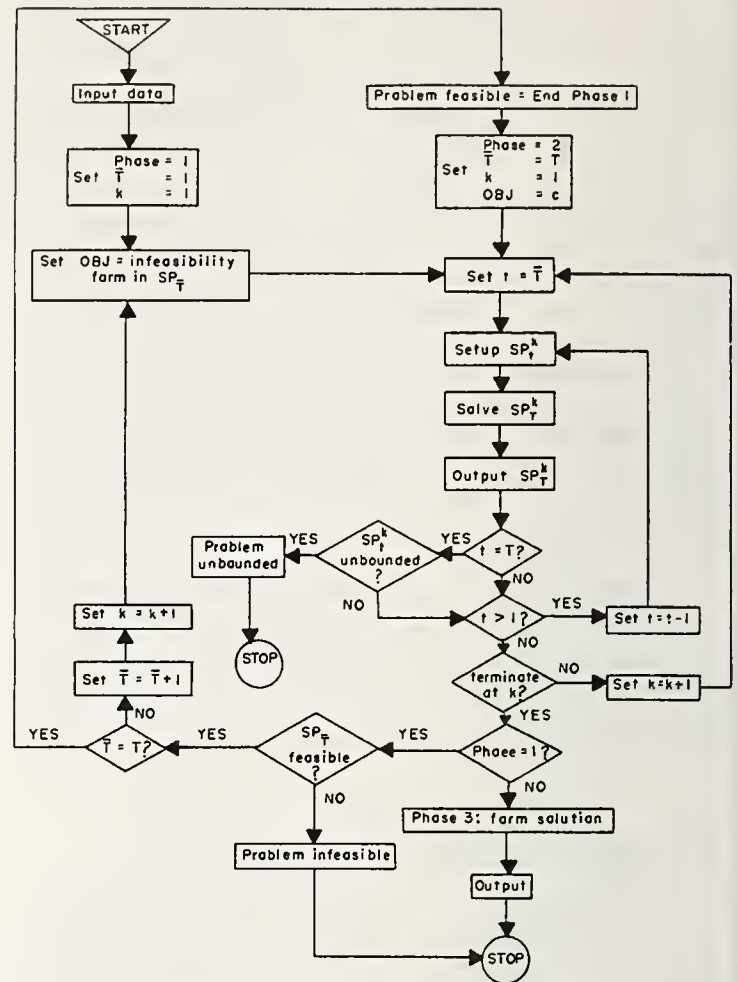 START
Input data
Set Phase = 1
T̄ = 1
k = 1
Set OBJ = infeasibility
farm in SP_T̄
Problem feasible = End Phase 1
Set Phase = 2
T̄ = T
k = 1
OBJ = c
Set t = T̄
Setup SP_t^k
Salve SP_T^k
Output SP_T^k
t = T?
YES
NO
SP_t^k
unbounded
?
YES
NO
Problem
unbounded
STOP
t > 1?
YES
NO
Set t=t-1
terminate
at k?
NO
YES
Set k=k+1
Phaee = 1?
YES
NO
SP_T̄
feasible
?
YES
NO
T̄ = T?
YES
NO
Set T̄ = T̄+1
Set k = k+1
Problem infeasible
Phase 3: farm solution
Output
STOP